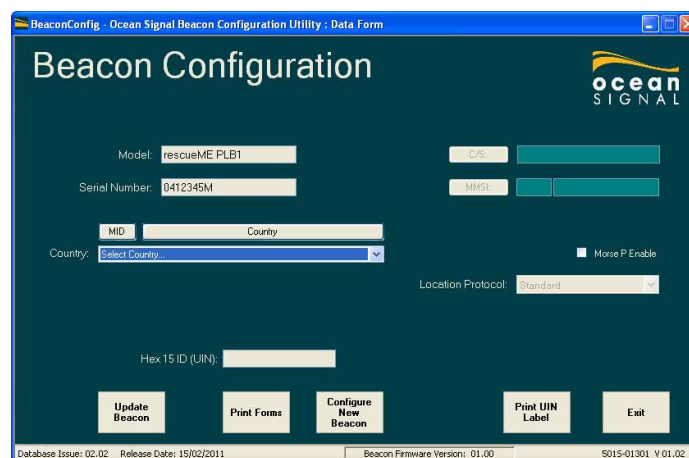 BeaconConfig - Ocean Signal Beacon Configuration Utility : Data Form
Beacon Configuration
ocean
SIGNAL
Model: rescueME PLB1 C/S:
Serial Number: 0412345M MMSI:
MID Country
Country: Select Country... Morse P Enable
Location Protocol: Standard
Hex 15 ID (UIN):
Update Beacon Print Forms Configure New Beacon Print UIN Label Exit
Database Issue: 02.02 Release Date: 15/02/2011 Beacon Firmware Version: 01.00 501S-01301 V 01.02